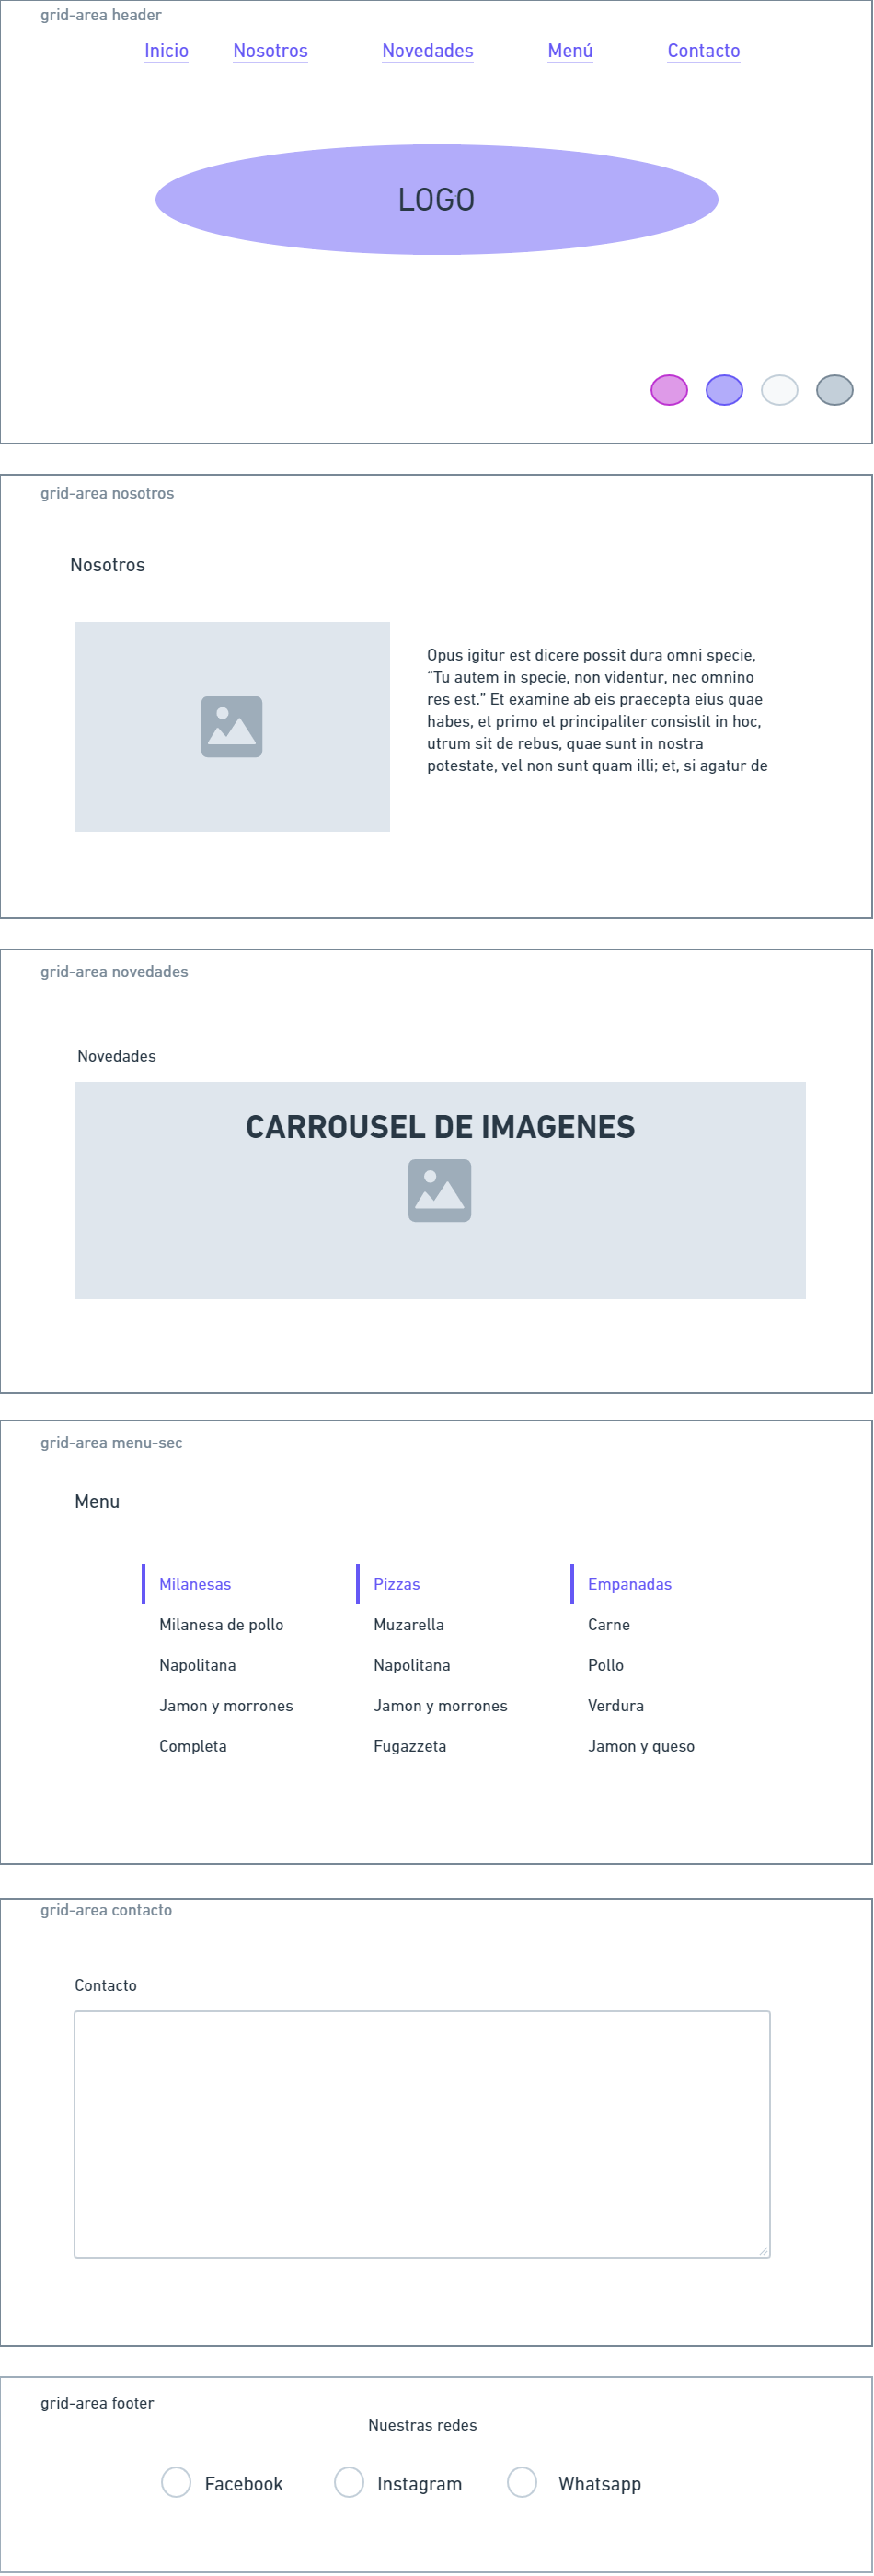 grid-area header
Inicio Nosotros Novedades Menú Contacto
LOGO
grid-area nosotros
Nosotros
Opus igitur est dicere possit dura omni specie,
“Tu autem in specie, non videntur, nec omnino
res est.” Et examine ab eis praecepta eius quae
habes, et primo et principaliter consistit in hoc,
utrum sit de rebus, quae sunt in nostra
potestate, vel non sunt quam illi; et, si agatur de
grid-area novedades
Novedades
CARROUSEL DE IMAGENES
grid-area menu-sec
Menu
Milanesas Pizzas Empanadas
Milanesa de pollo Muzarella Carne
Napolitana Napolitana Pollo
Jamon y morrones Jamon y morrones Verdura
Completa Fugazzeta Jamon y queso
grid-area contacto
Contacto
grid-area footer
Nuestras redes
Facebook Instagram Whatsapp